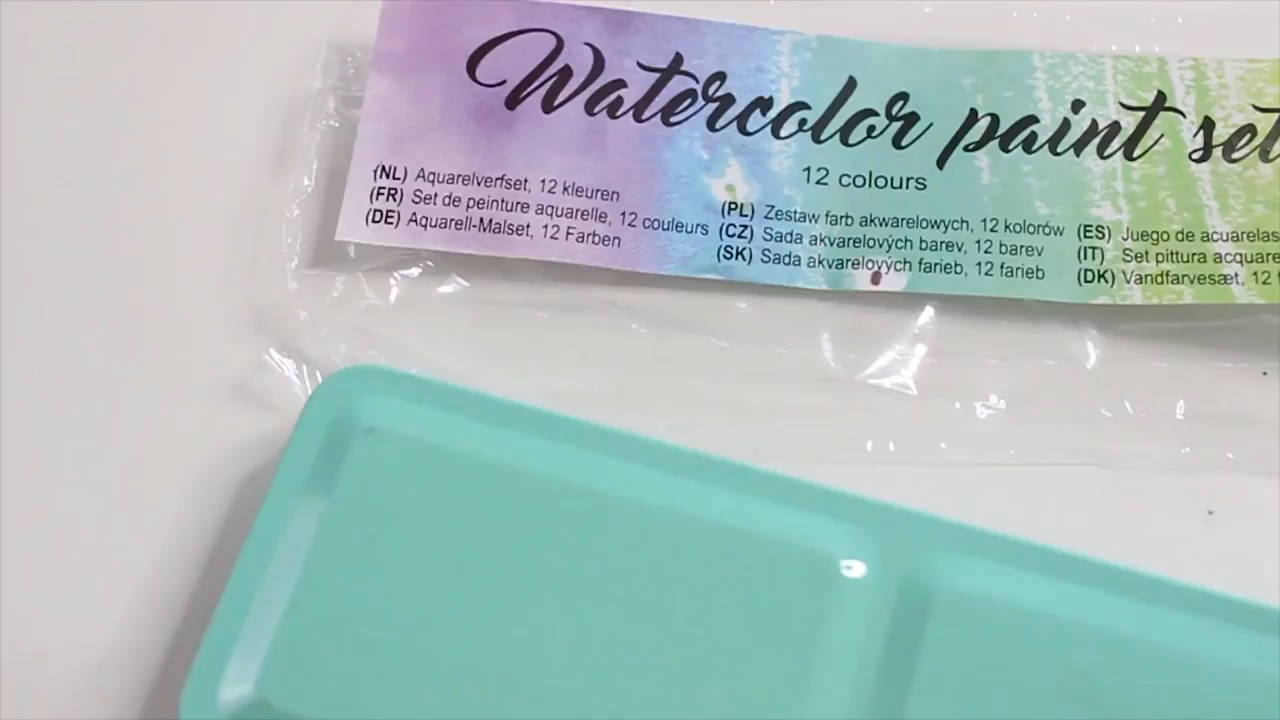 Watercolor paint set
12 colours
(NL) Aquarelverfset, 12 kleuren
(FR) Set de peinture aquarelle, 12 couleurs
(DE) Aquarell-Malset, 12 Farben
(PL) Zestaw farb akwarelowych, 12 kolorów
(CZ) Sada akvarelových barev, 12 barev
(SK) Sada akvarelových farieb, 12 farieb
(ES) Juego de acuarelas
(IT) Set pittura acquare
(DK) Vandfarvesæt, 12